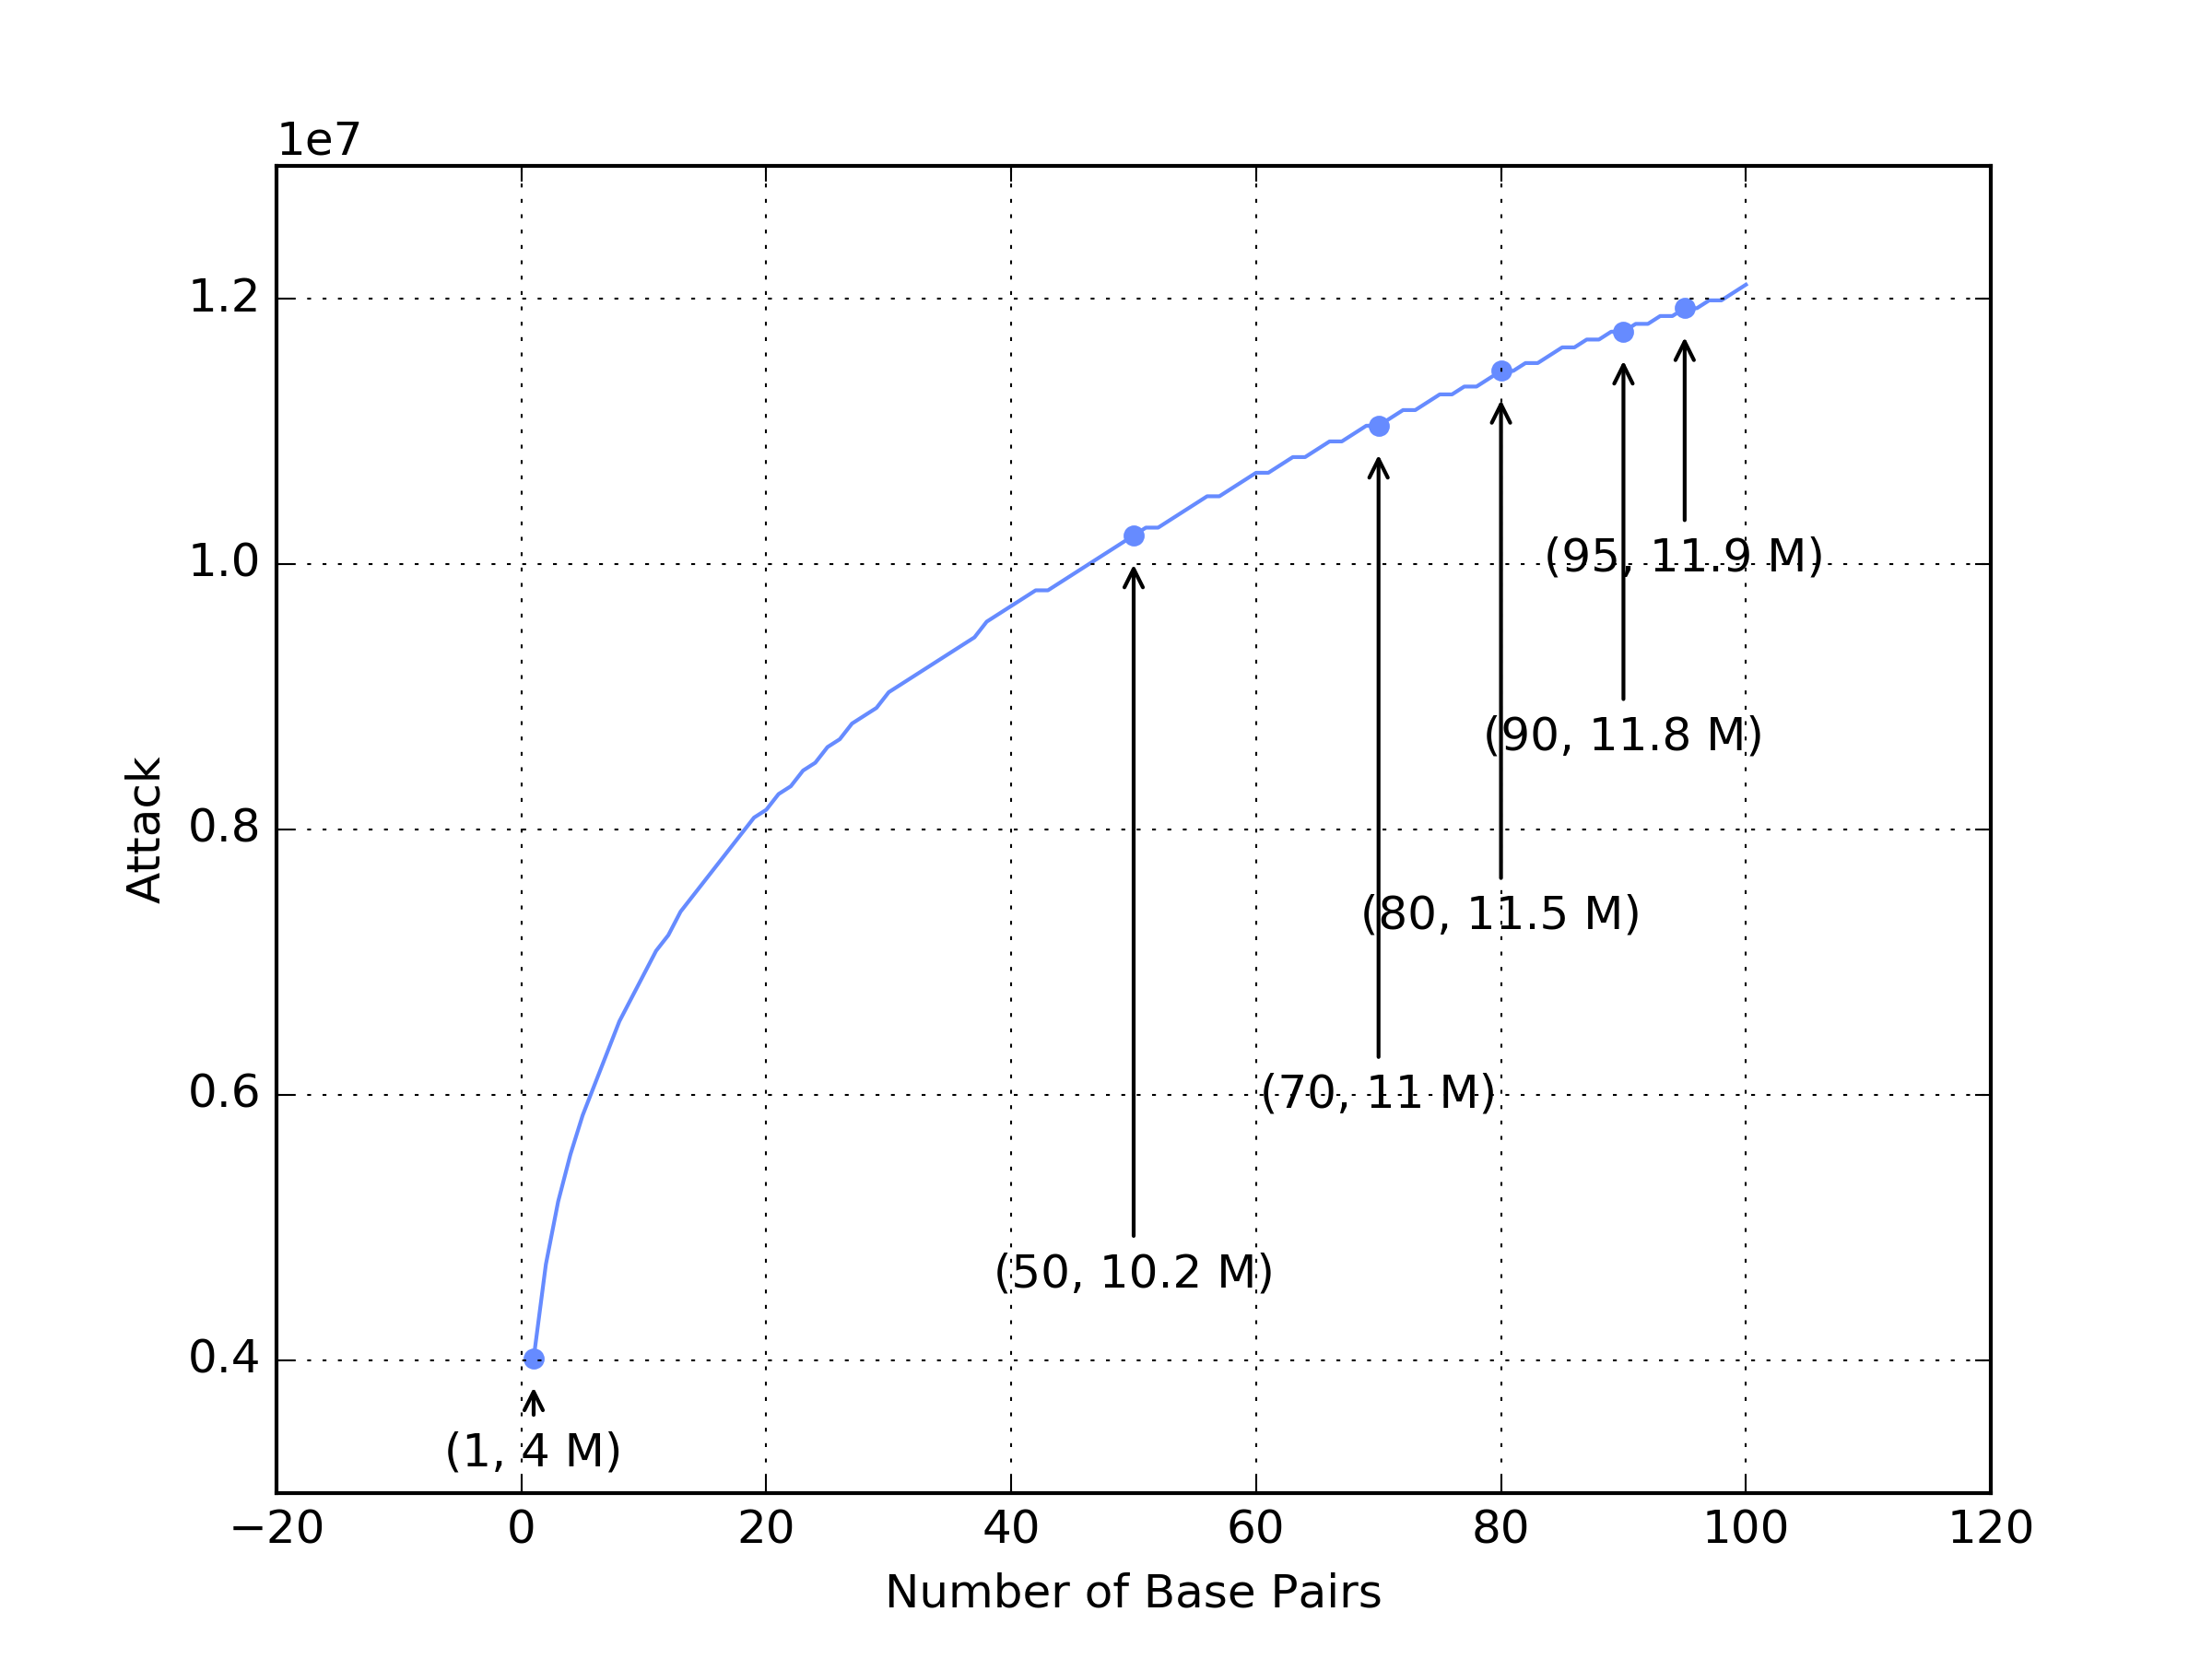 1e7
1.2
1.0
0.8
0.6
0.4
Attack
(95, 11.9 M)
(90, 11.8 M)
(80, 11.5 M)
(70, 11 M)
(50, 10.2 M)
(1, 4 M)
−20 0 20 40 60 80 100 120
Number of Base Pairs